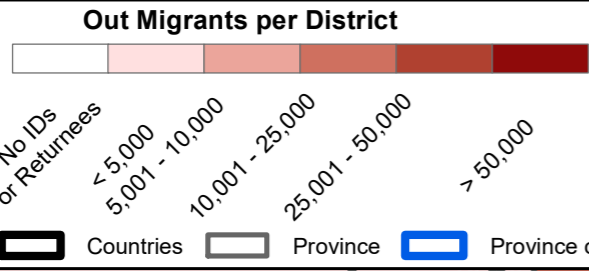 Out Migrants per District
No IDs
or Returnees
< 5,000
5,001 - 10,000
10,001 - 25,000
25,001 - 50,000
> 50,000
Countries
Province
Province